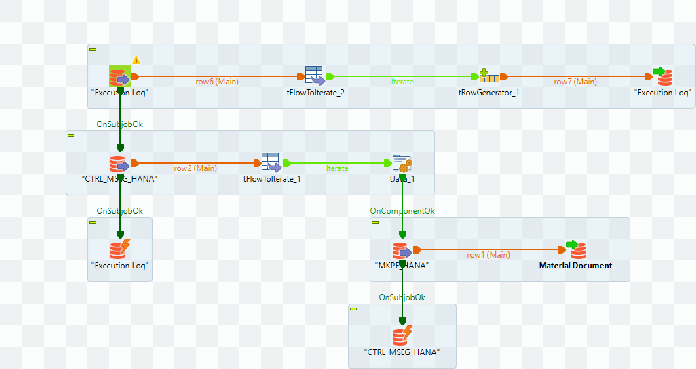 row6 (Main)
Iterate
row7 (Main)
"Execution Log"
tFlowToIterate_2
tRowGenerator_1
"Execution Log"
OnSubjobOk
row2 (Main)
Iterate
"CTRL_MSEG_HANA"
tFlowToIterate_1
OnSubjobOk
OnComponentOk
"Execution Log"
row1 (Main)
"MKPF_HANA"
Material Document
OnSubjobOk
"CTRL_MSEG_HANA"